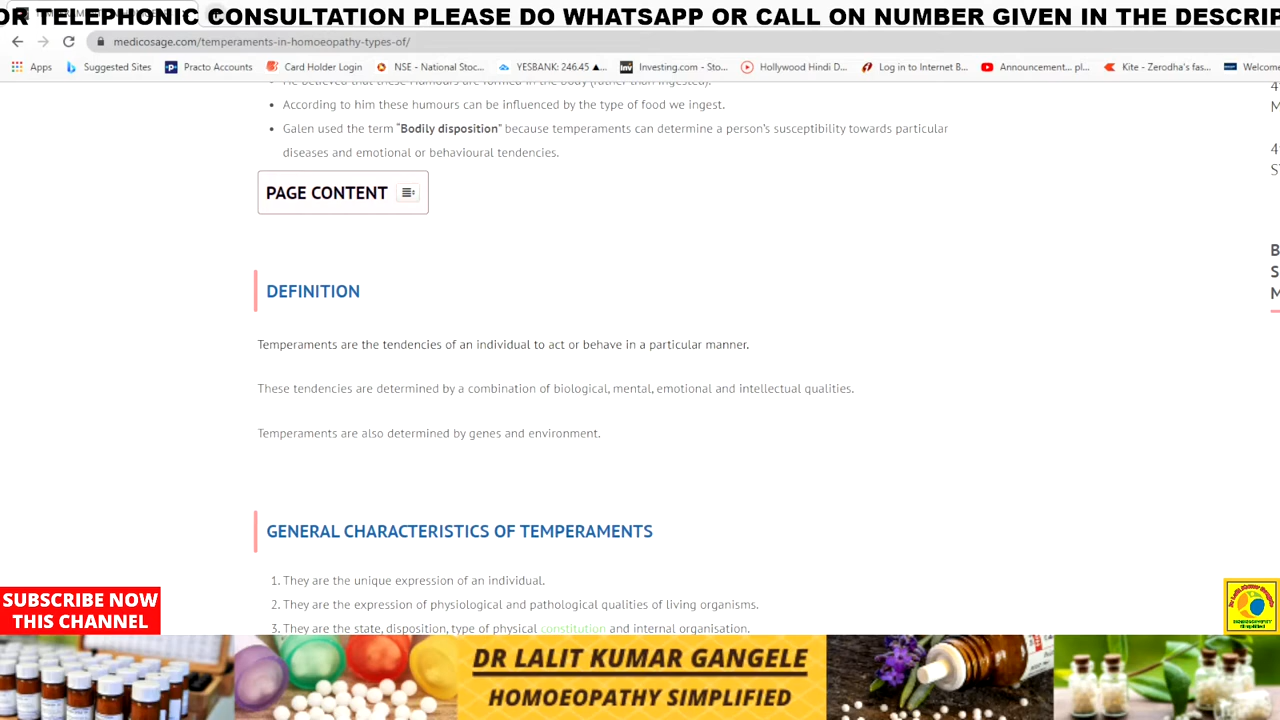 OR TELEPHONIC CONSULTATION PLEASE DO WHATSAPP OR CALL ON NUMBER GIVEN IN THE DESCRIP
medicosage.com/temperaments-in-homoeopathy-types-of/
Apps Suggested Sites Practo Accounts Card Holder Login NSE - National Stoc... YESBANK: 246.45 ▲... Investing.com - Sto... Hollywood Hindi D... Log in to Internet B... Announcement... pl... Kite - Zerodha's fas... Welcome
• According to him these humours can be influenced by the type of food we ingest.
• Galen used the term “Bodily disposition” because temperaments can determine a person’s susceptibility towards particular
diseases and emotional or behavioural tendencies.
PAGE CONTENT
DEFINITION
Temperaments are the tendencies of an individual to act or behave in a particular manner.
These tendencies are determined by a combination of biological, mental, emotional and intellectual qualities.
Temperaments are also determined by genes and environment.
GENERAL CHARACTERISTICS OF TEMPERAMENTS
1. They are the unique expression of an individual.
2. They are the expression of physiological and pathological qualities of living organisms.
3. They are the state, disposition, type of physical constitution and internal organisation.
SUBSCRIBE NOW
THIS CHANNEL
DR LALIT KUMAR GANGELE
HOMOEOPATHY SIMPLIFIED